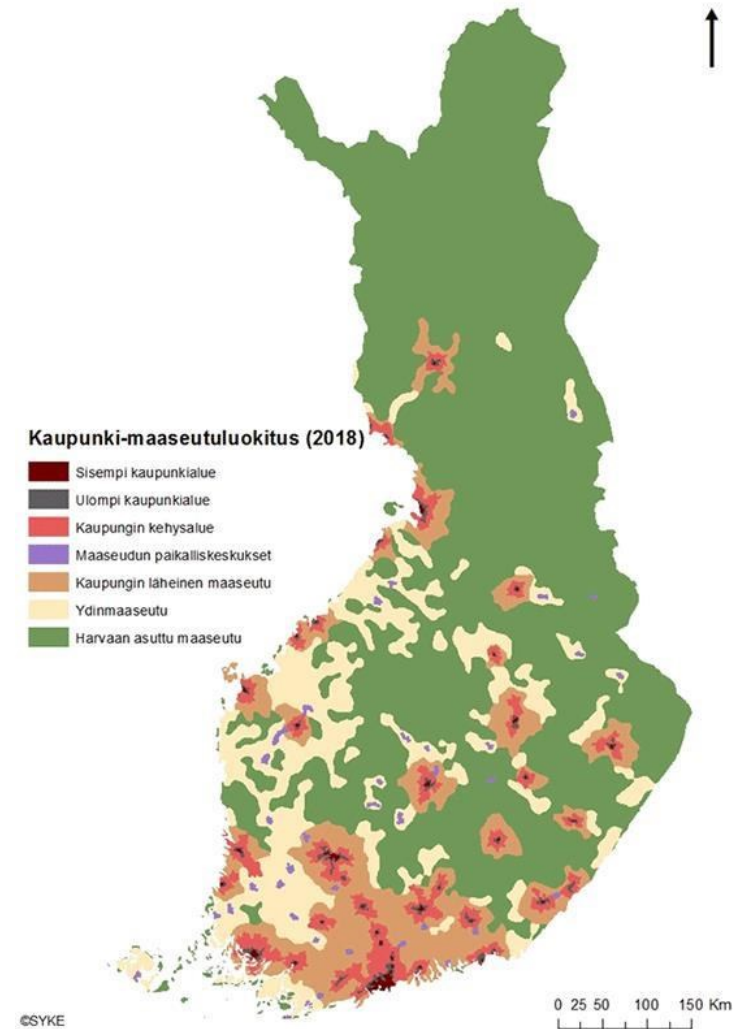 Kaupunki-maaseutuluokitus (2018)
Sisempi kaupunkialue
Ulompi kaupunkialue
Kaupungin kehysalue
Maaseudun paikalliskeskukset
Kaupungin läheinen maaseutu
Ydinmaaseutu
Harvaan asuttu maaseutu
0 25 50 100 150 Km
©SYKE